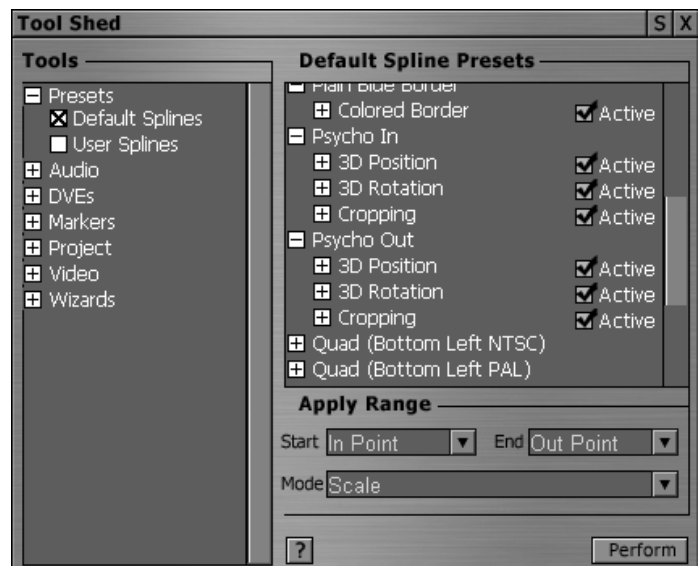 Tool Shed S X
Tools
Presets
Default Splines
User Splines
Audio
DVEs
Markers
Project
Video
Wizards
Default Spline Presets
Plain Blue Border
Colored Border Active
Psycho In
3D Position Active
3D Rotation Active
Cropping Active
Psycho Out
3D Position Active
3D Rotation Active
Cropping Active
Quad (Bottom Left NTSC)
Quad (Bottom Left PAL)
Apply Range
Start In Point End Out Point
Mode Scale
? Perform